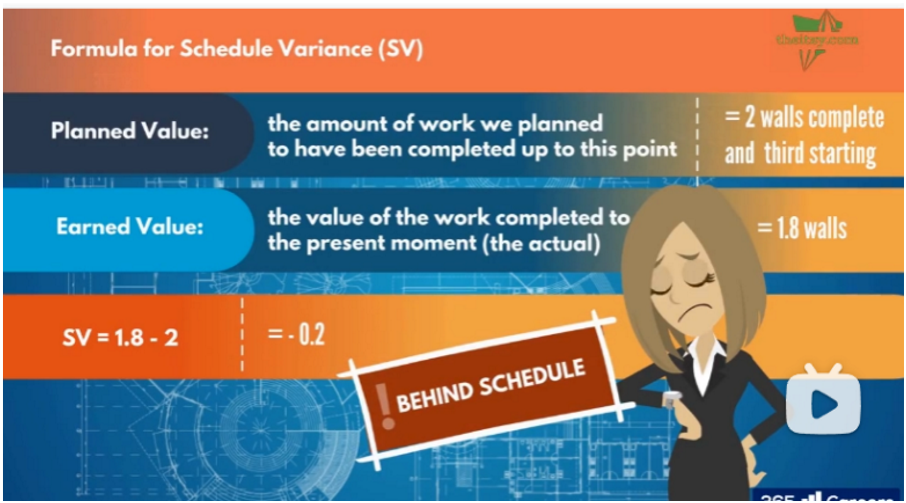 Formula for Schedule Variance (SV)
Planned Value:
the amount of work we planned
to have been completed up to this point
= 2 walls complete
and third starting
Earned Value:
the value of the work completed to
the present moment (the actual)
= 1.8 walls
SV = 1.8 - 2
= - 0.2
! BEHIND SCHEDULE
365 Careers